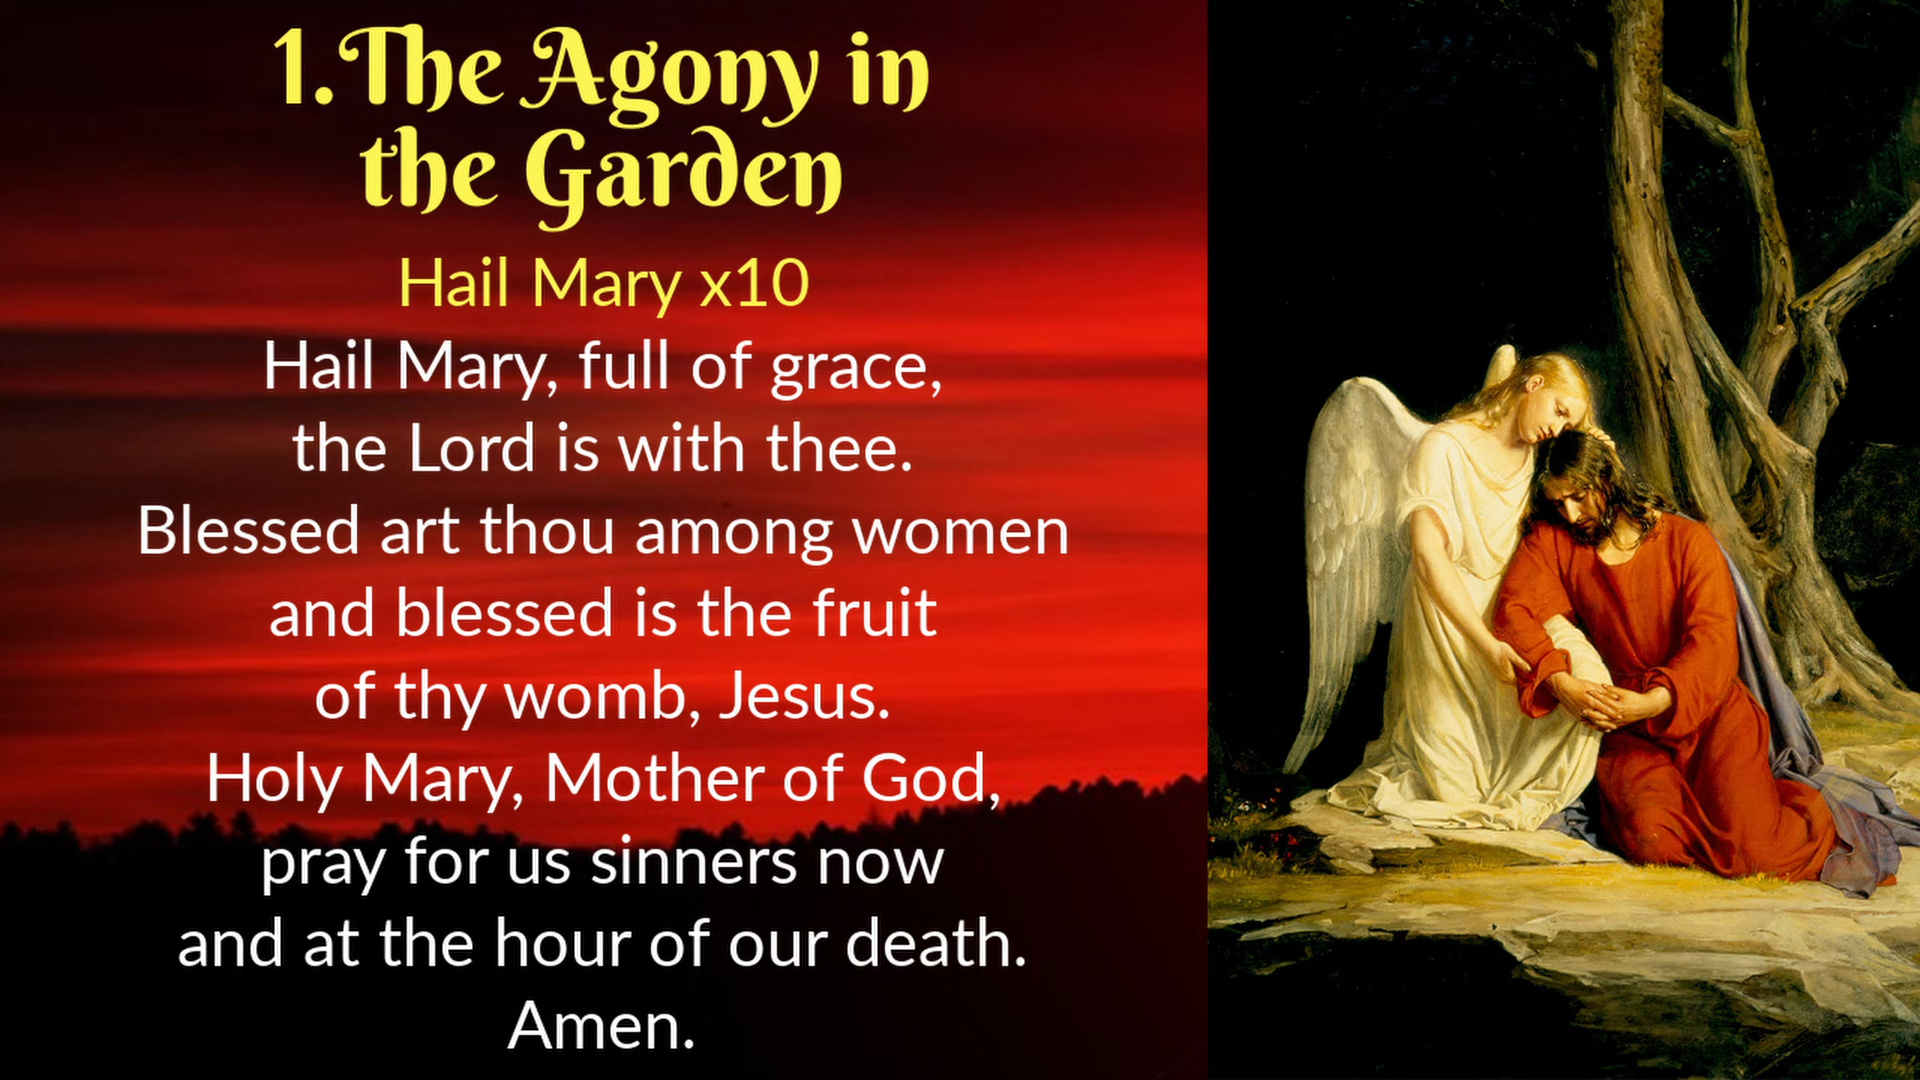 1.The Agony in
the Garden
Hail Mary x10
Hail Mary, full of grace,
the Lord is with thee.
Blessed art thou among women
and blessed is the fruit
of thy womb, Jesus.
Holy Mary, Mother of God,
pray for us sinners now
and at the hour of our death.
Amen.